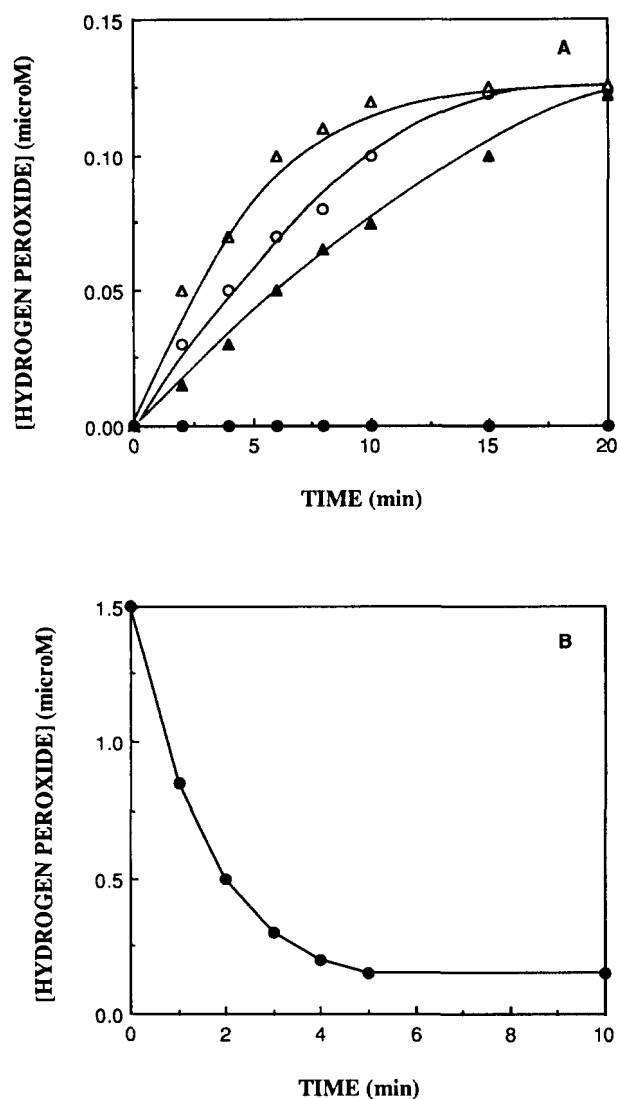 A
[HYDROGEN PEROXIDE] (microM)
0.15
0.10
0.05
0.00
0 5 10 15 20
TIME (min)
B
[HYDROGEN PEROXIDE] (microM)
1.5
1.0
0.5
0.0
0 2 4 6 8 10
TIME (min)